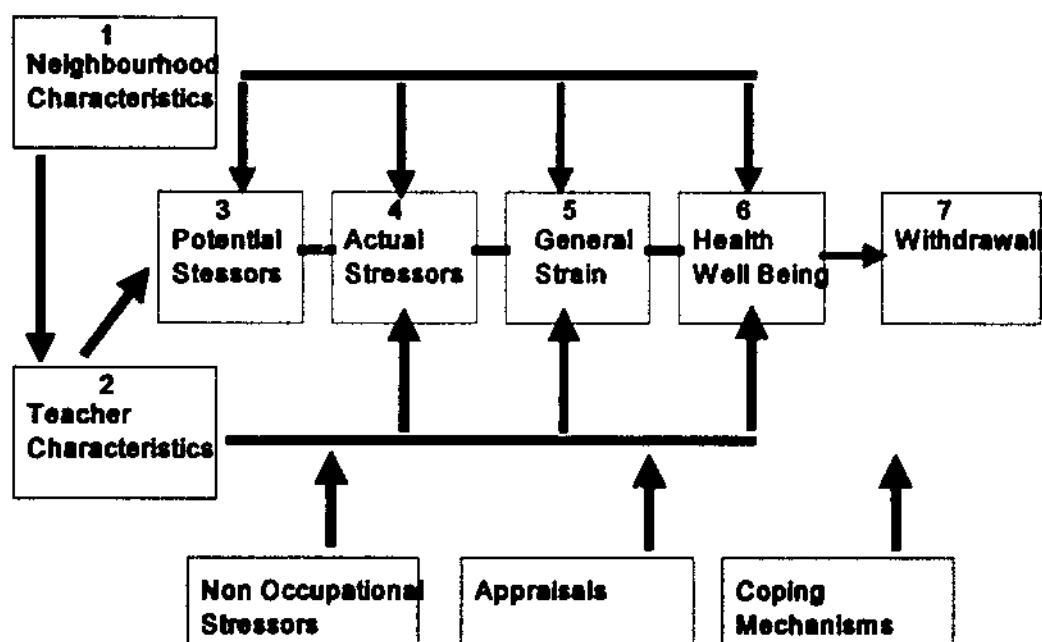 1
Neighbourhood
Characteristics
3
Potential
Stessors
4
Actual
Stressors
5
General
Strain
6
Health
Well Being
7
Withdrawall
2
Teacher
Characteristics
Non Occupational
Stressors
Appraisals
Coping
Mechanisms